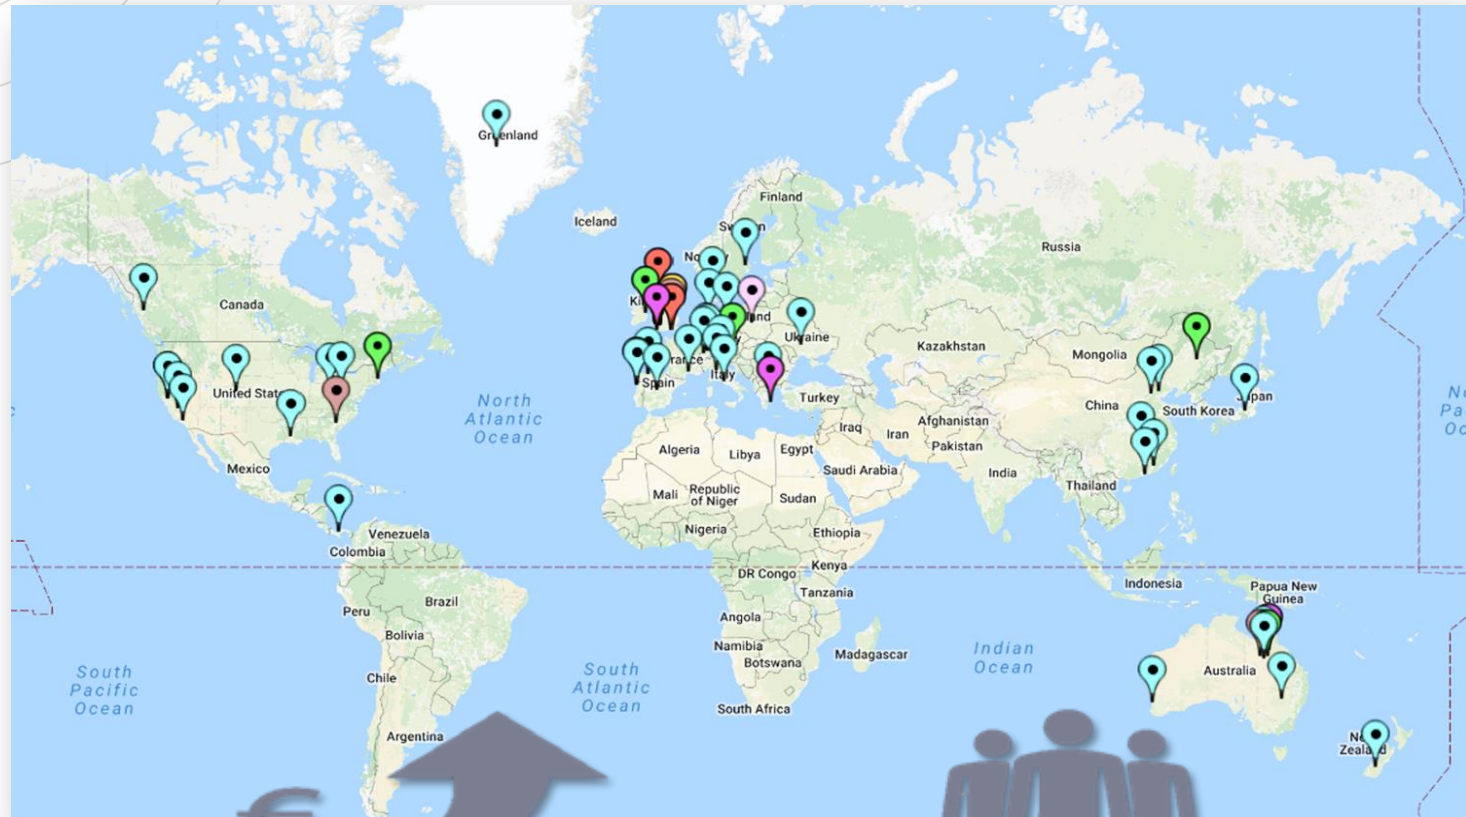 Greenland
Iceland
Finland
Russia
Canada
Ukraine
Kazakhstan
Mongolia
United Stat
Spain
Italy
Turkey
China
South Korea
North
Atlantic
Ocean
Afghanistan
Iraq
Iran
Pakistan
Algeria
Libya
Egypt
Mexico
Saudi Arabia
India
Thailand
Mali
Republic
of Niger
Sudan
Nigeria
Ethiopia
Venezuela
Colombia
DR Congo
Kenya
Tanzania
Indonesia
Papua New
Guinea
Peru
Brazil
Angola
Bolivia
Namibia
Botswana
Madagascar
Indian
Ocean
Australia
South
Pacific
Ocean
South
Atlantic
Ocean
Chile
South Africa
Argentina
Zealand
€